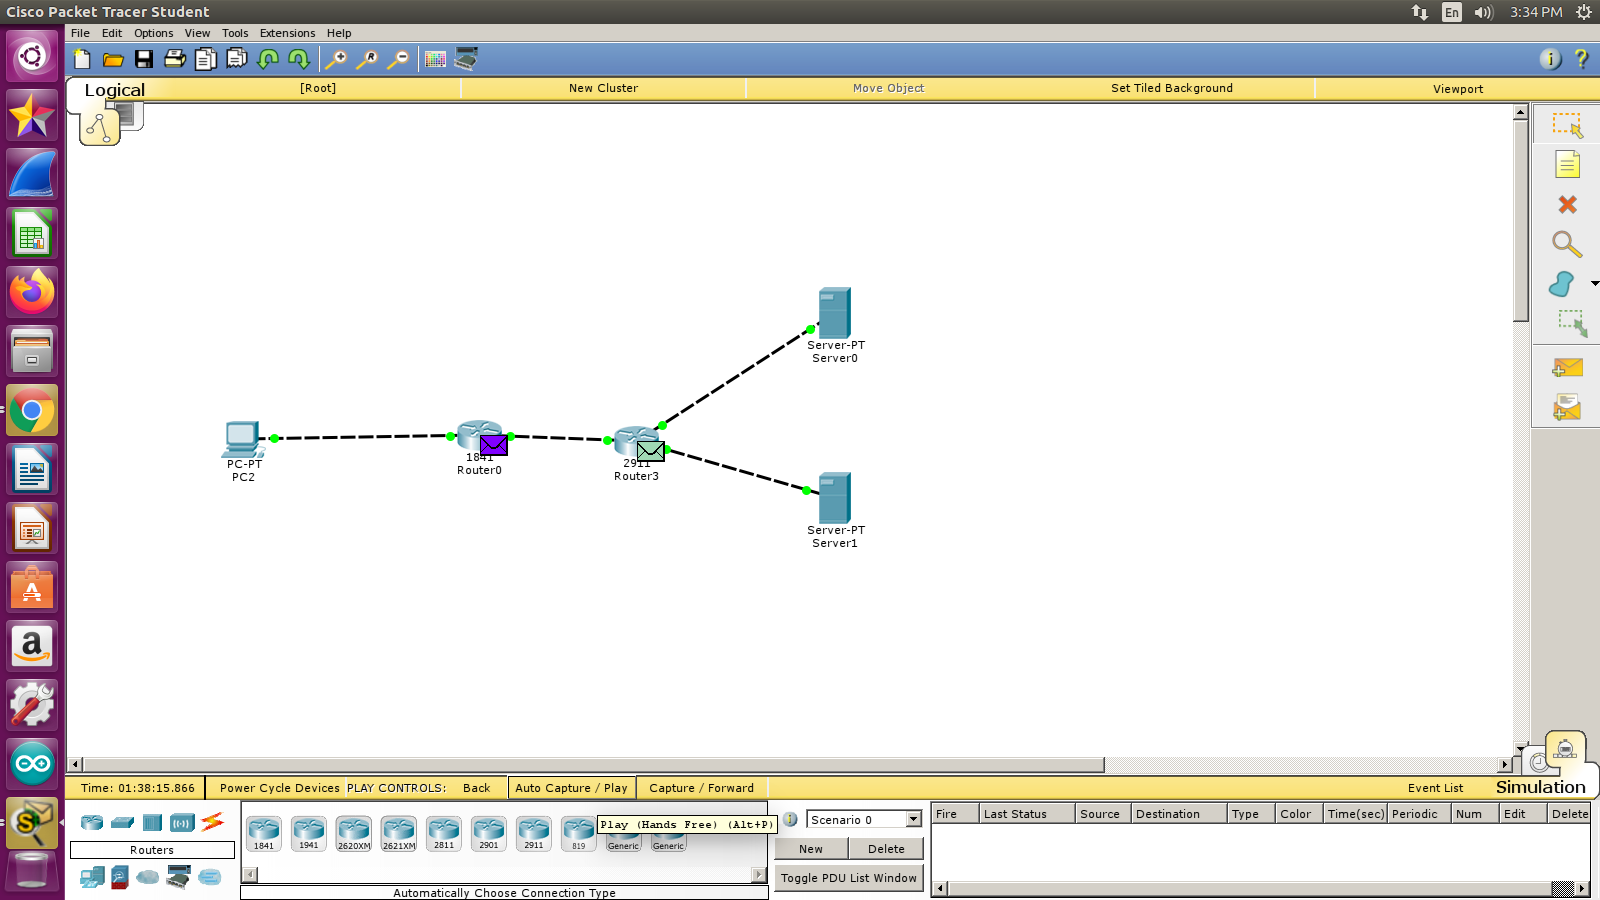 Cisco Packet Tracer Student
En
3:34 PM
File Edit Options View Tools Extensions Help
R
Logical
[Root]
New Cluster
Move Object
Set Tiled Background
Viewport
Server-PT
Server0
PC-PT
PC2
1841
Router0
2911
Router3
Server-PT
Server1
Time: 01:38:15.866
Power Cycle Devices
PLAY CONTROLS:
Back
Auto Capture / Play
Capture / Forward
Event List
Simulation
Routers
1841
1941
2620XM
2621XM
2811
2901
2911
819
Generic
Generic
Play (Hands Free) (Alt+P)
Automatically Choose Connection Type
Scenario 0
New
Delete
Toggle PDU List Window
Fire
Last Status
Source
Destination
Type
Color
Time(sec)
Periodic
Num
Edit
Delete